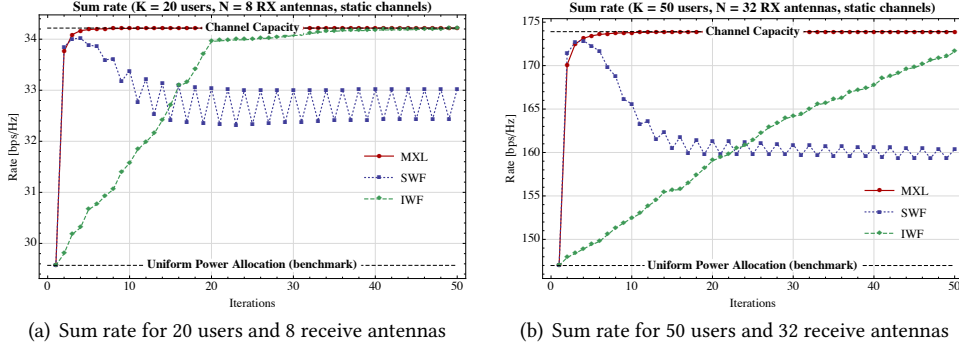 Sum rate (K = 20 users, N = 8 RX antennas, static channels)
Channel Capacity
34
33
32
31
30
Rate [bps/Hz]
MXL
SWF
IWF
Uniform Power Allocation (benchmark)
0 10 20 30 40 50
Iterations
(a) Sum rate for 20 users and 8 receive antennas
Sum rate (K = 50 users, N = 32 RX antennas, static channels)
175
Channel Capacity
170
165
160
155
150
Rate [bps/Hz]
MXL
SWF
IWF
Uniform Power Allocation (benchmark)
0 10 20 30 40 50
Iterations
(b) Sum rate for 50 users and 32 receive antennas